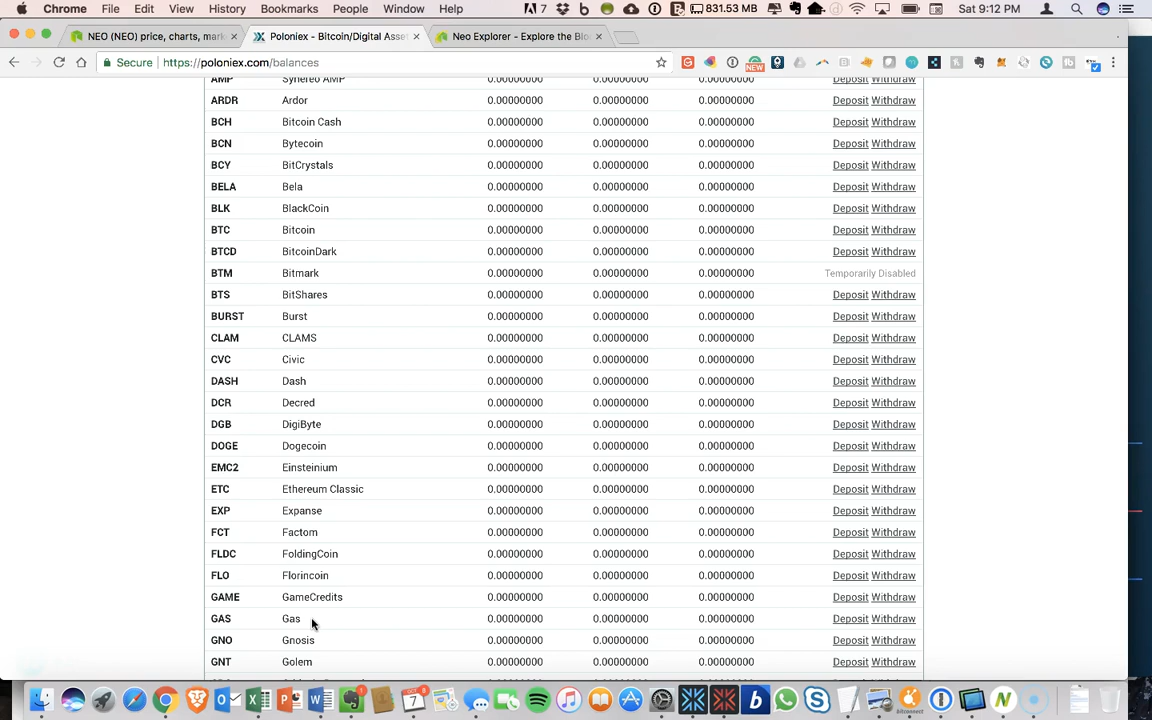 Chrome File Edit View History Bookmarks People Window Help 7 831.53 MB Sat 9:12 PM
NEO (NEO) price, charts, mark Poloniex - Bitcoin/Digital Asse Neo Explorer - Explore the Blo
Secure https://poloniex.com/balances
NEW
AMP Synereo AMP 0.00000000 0.00000000 0.00000000 Deposit Withdraw
ARDR Ardor 0.00000000 0.00000000 0.00000000 Deposit Withdraw
BCH Bitcoin Cash 0.00000000 0.00000000 0.00000000 Deposit Withdraw
BCN Bytecoin 0.00000000 0.00000000 0.00000000 Deposit Withdraw
BCY BitCrystals 0.00000000 0.00000000 0.00000000 Deposit Withdraw
BELA Bela 0.00000000 0.00000000 0.00000000 Deposit Withdraw
BLK BlackCoin 0.00000000 0.00000000 0.00000000 Deposit Withdraw
BTC Bitcoin 0.00000000 0.00000000 0.00000000 Deposit Withdraw
BTCD BitcoinDark 0.00000000 0.00000000 0.00000000 Deposit Withdraw
BTM Bitmark 0.00000000 0.00000000 0.00000000 Temporarily Disabled
BTS BitShares 0.00000000 0.00000000 0.00000000 Deposit Withdraw
BURST Burst 0.00000000 0.00000000 0.00000000 Deposit Withdraw
CLAM CLAMS 0.00000000 0.00000000 0.00000000 Deposit Withdraw
CVC Civic 0.00000000 0.00000000 0.00000000 Deposit Withdraw
DASH Dash 0.00000000 0.00000000 0.00000000 Deposit Withdraw
DCR Decred 0.00000000 0.00000000 0.00000000 Deposit Withdraw
DGB DigiByte 0.00000000 0.00000000 0.00000000 Deposit Withdraw
DOGE Dogecoin 0.00000000 0.00000000 0.00000000 Deposit Withdraw
EMC2 Einsteinium 0.00000000 0.00000000 0.00000000 Deposit Withdraw
ETC Ethereum Classic 0.00000000 0.00000000 0.00000000 Deposit Withdraw
EXP Expanse 0.00000000 0.00000000 0.00000000 Deposit Withdraw
FCT Factom 0.00000000 0.00000000 0.00000000 Deposit Withdraw
FLDC FoldingCoin 0.00000000 0.00000000 0.00000000 Deposit Withdraw
FLO Florincoin 0.00000000 0.00000000 0.00000000 Deposit Withdraw
GAME GameCredits 0.00000000 0.00000000 0.00000000 Deposit Withdraw
GAS Gas 0.00000000 0.00000000 0.00000000 Deposit Withdraw
GNO Gnosis 0.00000000 0.00000000 0.00000000 Deposit Withdraw
GNT Golem 0.00000000 0.00000000 0.00000000 Deposit Withdraw